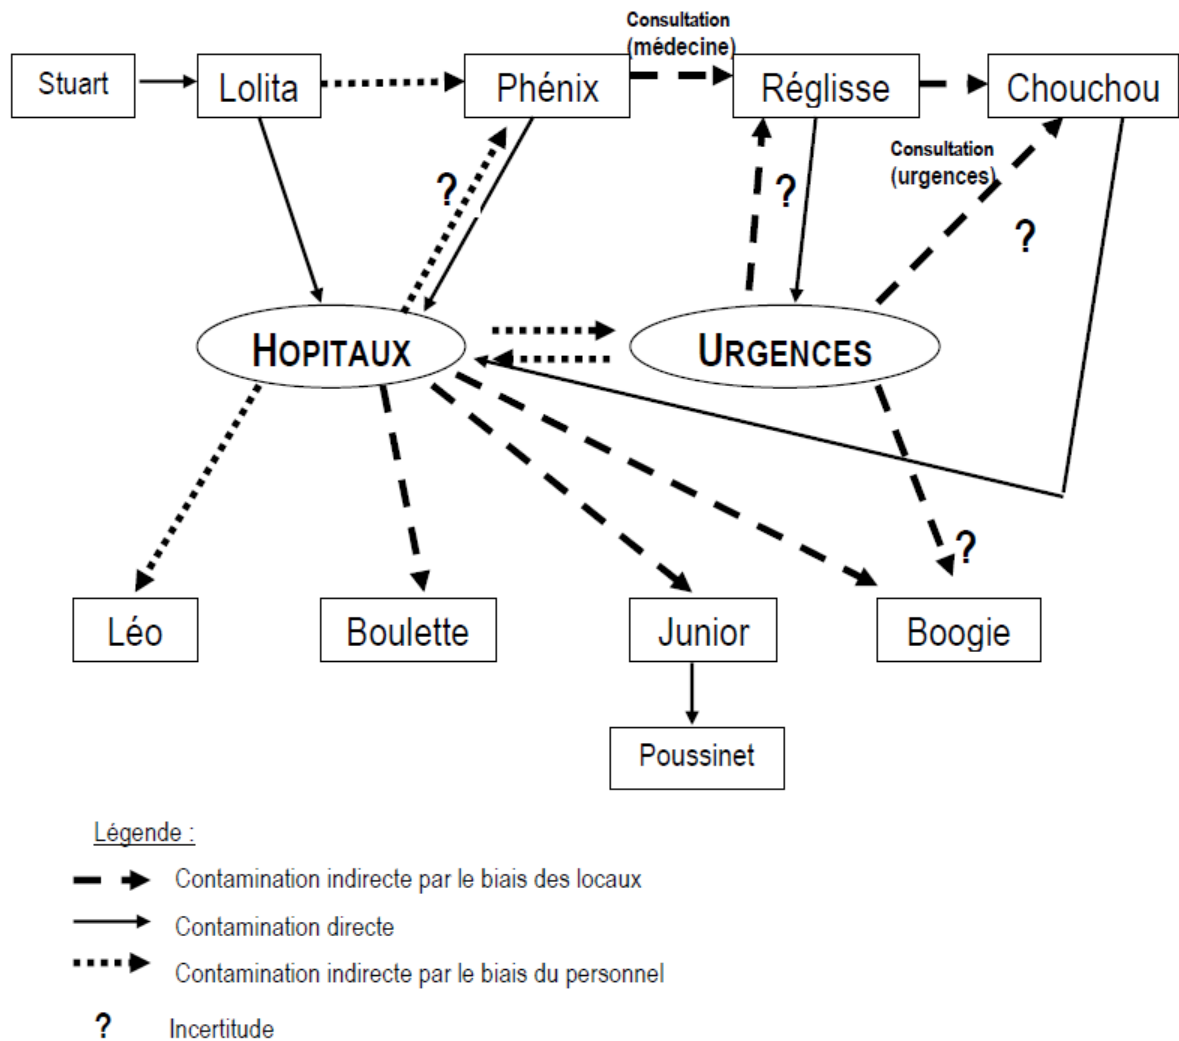 Consultation
(médecine)
Stuart
Lolita
Phénix
Réglisse
Chouchou
Consultation
(urgences)
?
?
?
HOPITAUX
URGENCES
?
Léo
Boulette
Junior
Boogie
Poussinet
Légende :
Contamination indirecte par le biais des locaux
Contamination directe
Contamination indirecte par le biais du personnel
? Incertitude